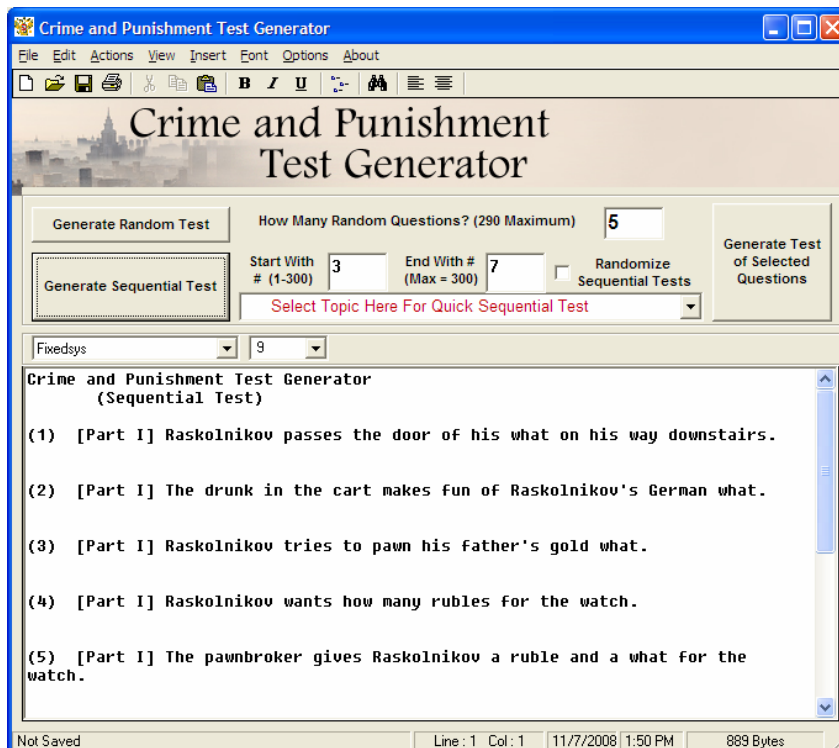 Crime and Punishment Test Generator
File Edit Actions View Insert Font Options About
B I U
Crime and Punishment
Test Generator
Generate Random Test
How Many Random Questions? (290 Maximum)
5
Generate Test
of Selected
Questions
Generate Sequential Test
Start With
# (1-300)
3
End With #
(Max = 300)
7
Randomize
Sequential Tests
Select Topic Here For Quick Sequential Test
Fixedsys
9
Crime and Punishment Test Generator
(Sequential Test)
(1) [Part I] Raskolnikov passes the door of his what on his way downstairs.
(2) [Part I] The drunk in the cart makes fun of Raskolnikov's German what.
(3) [Part I] Raskolnikov tries to pawn his father's gold what.
(4) [Part I] Raskolnikov wants how many rubles for the watch.
(5) [Part I] The pawnbroker gives Raskolnikov a ruble and a what for the
watch.
Not Saved
Line : 1 Col : 1
11/7/2008
1:50 PM
889 Bytes